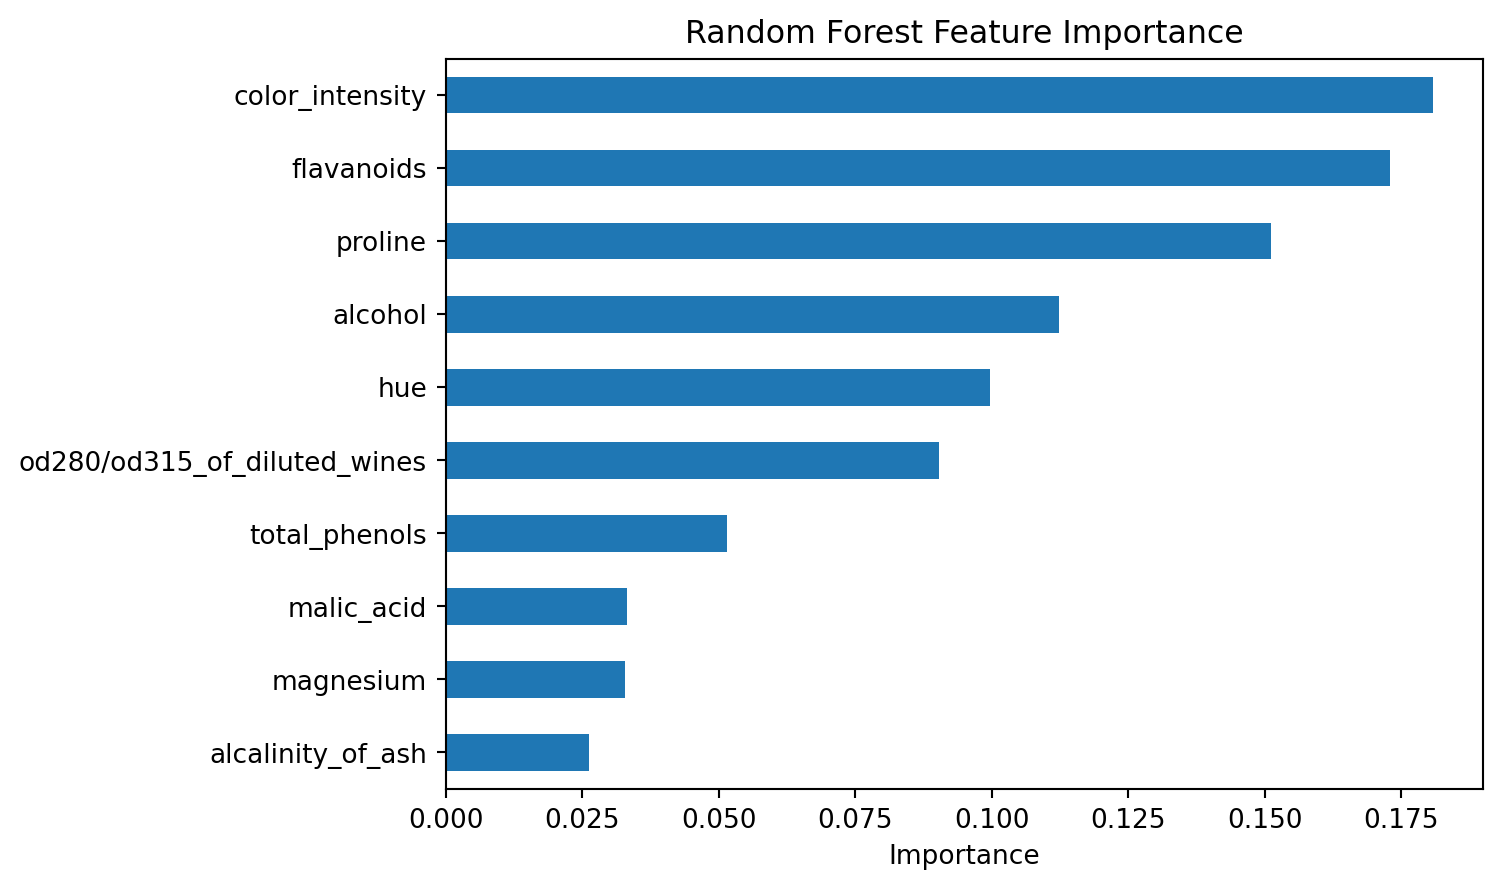 Random Forest Feature Importance
color_intensity
flavanoids
proline
alcohol
hue
od280/od315_of_diluted_wines
total_phenols
malic_acid
magnesium
alcalinity_of_ash
0.000 0.025 0.050 0.075 0.100 0.125 0.150 0.175
Importance